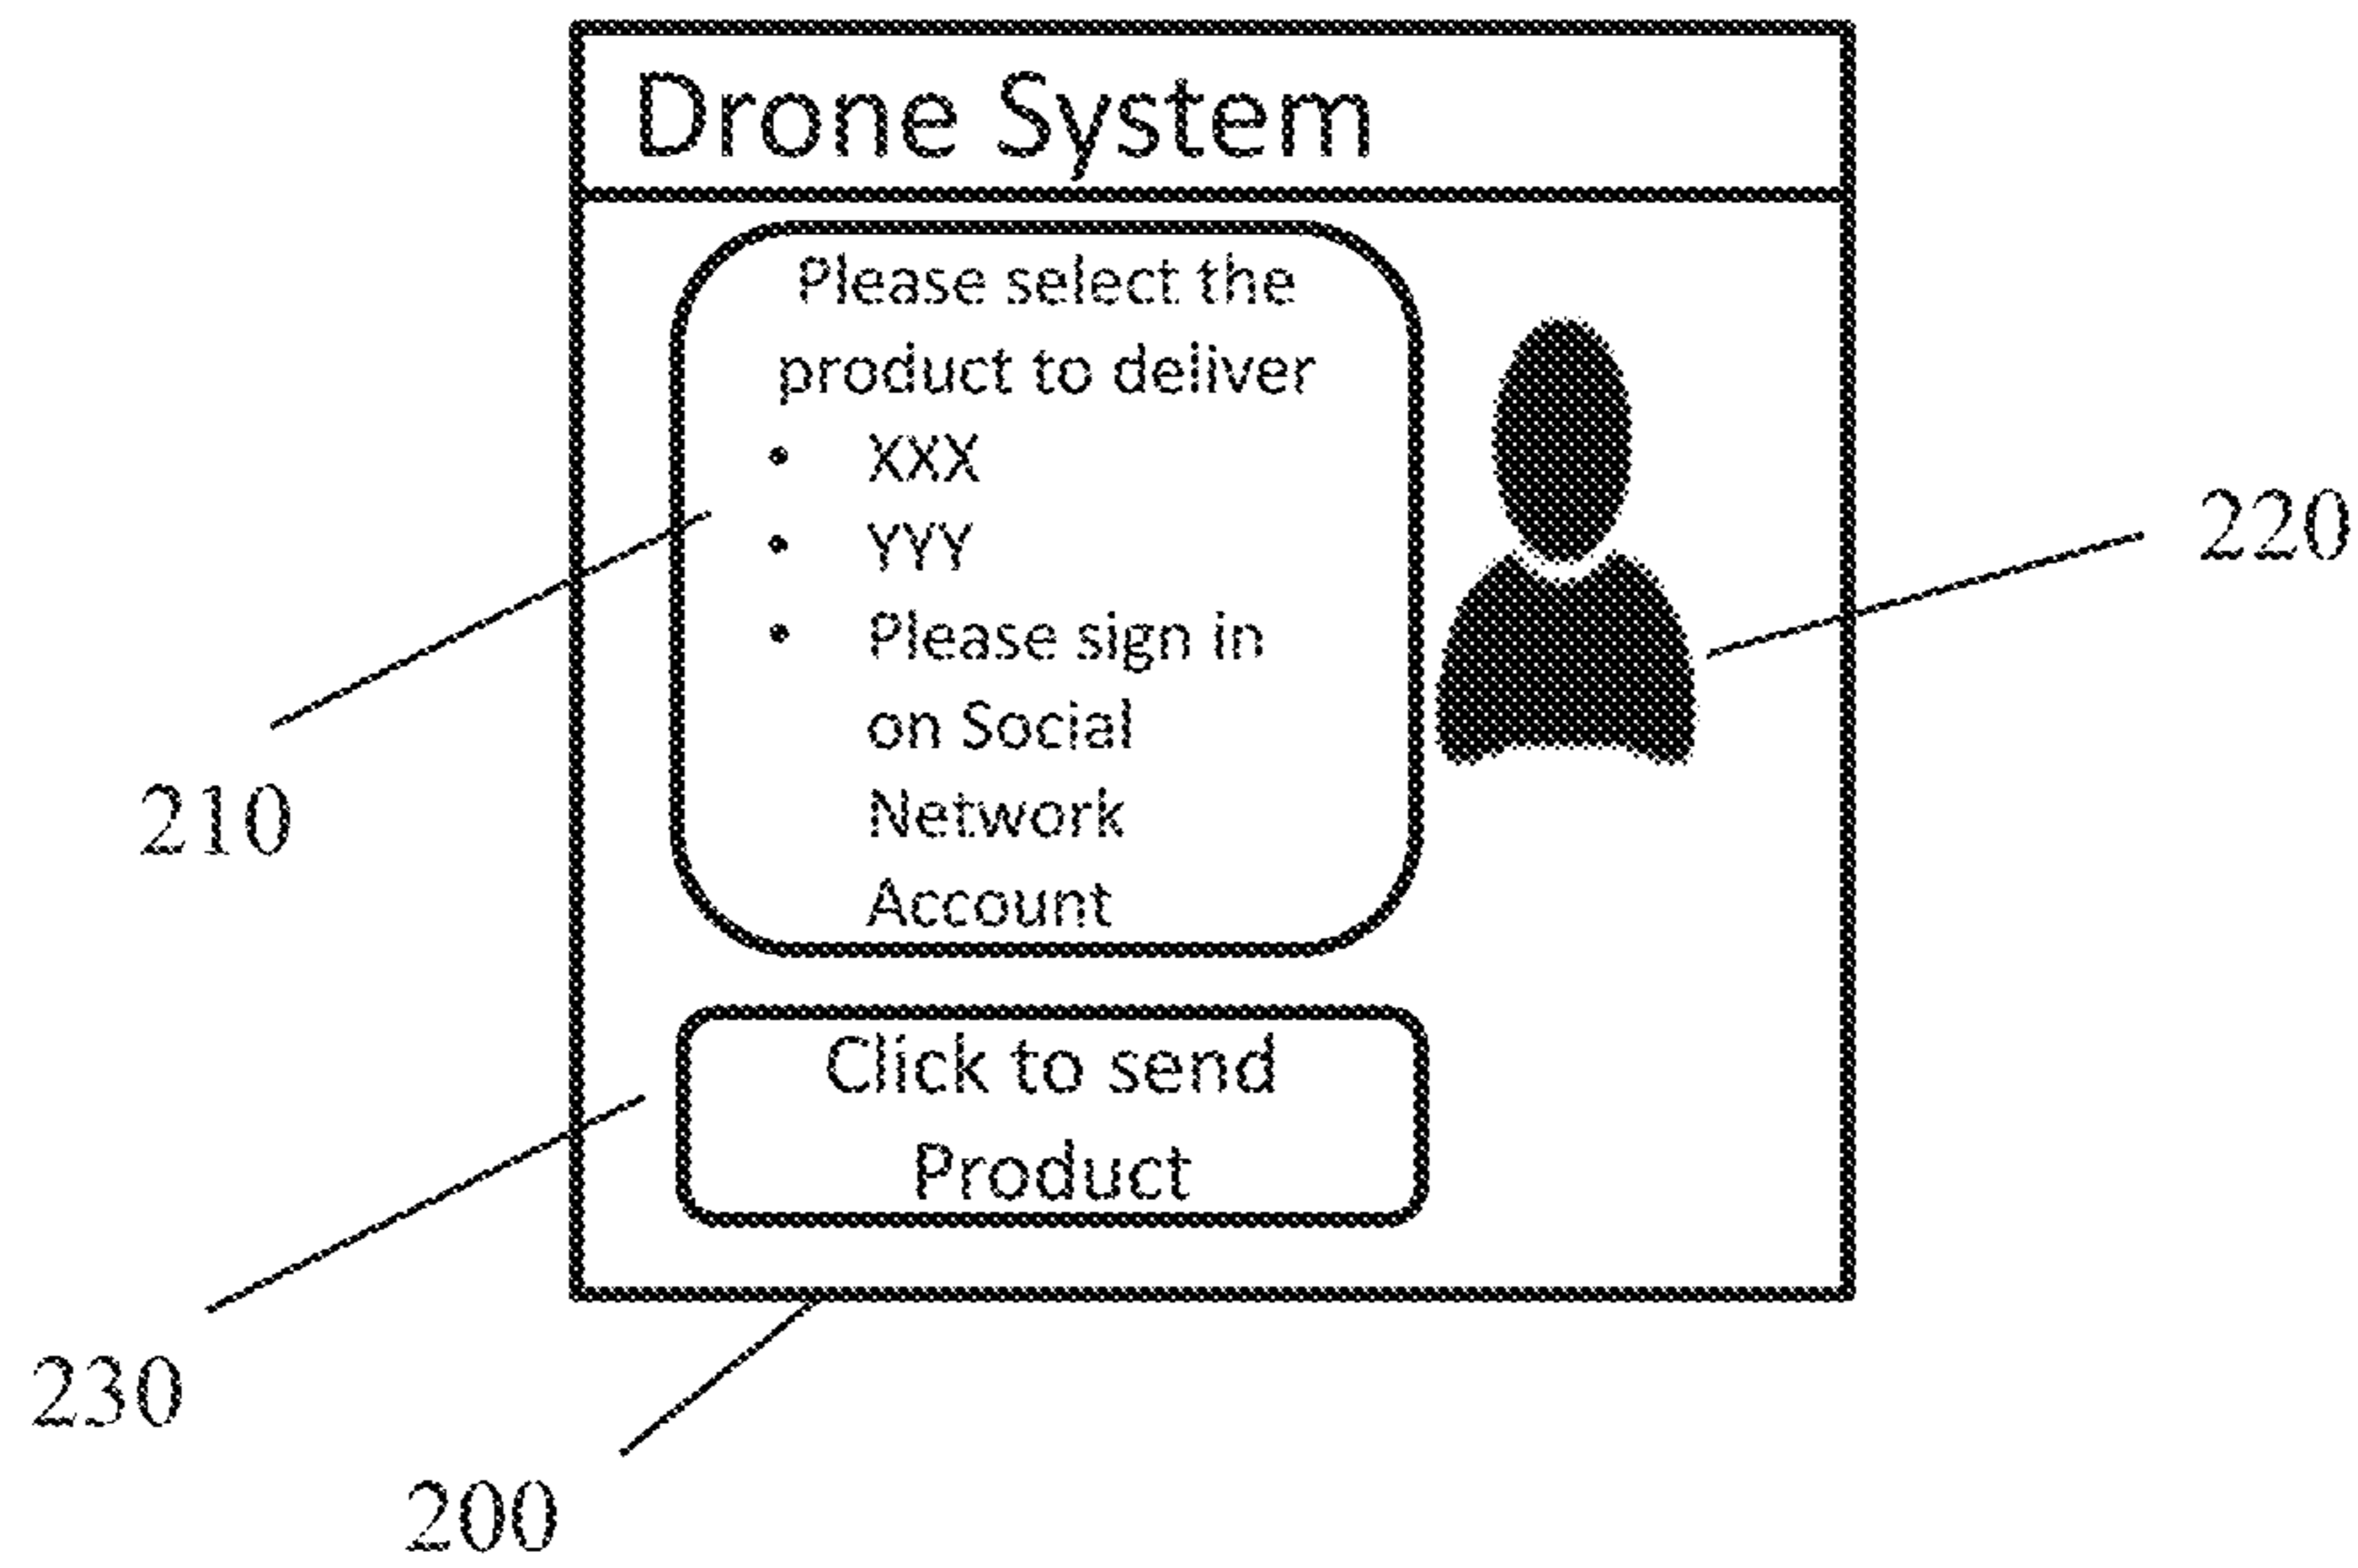 Drone System
Please select the
product to deliver
• XXX
• YYY
• Please sign in
on Social
Network
Account
220
210
Click to send
Product
230
200